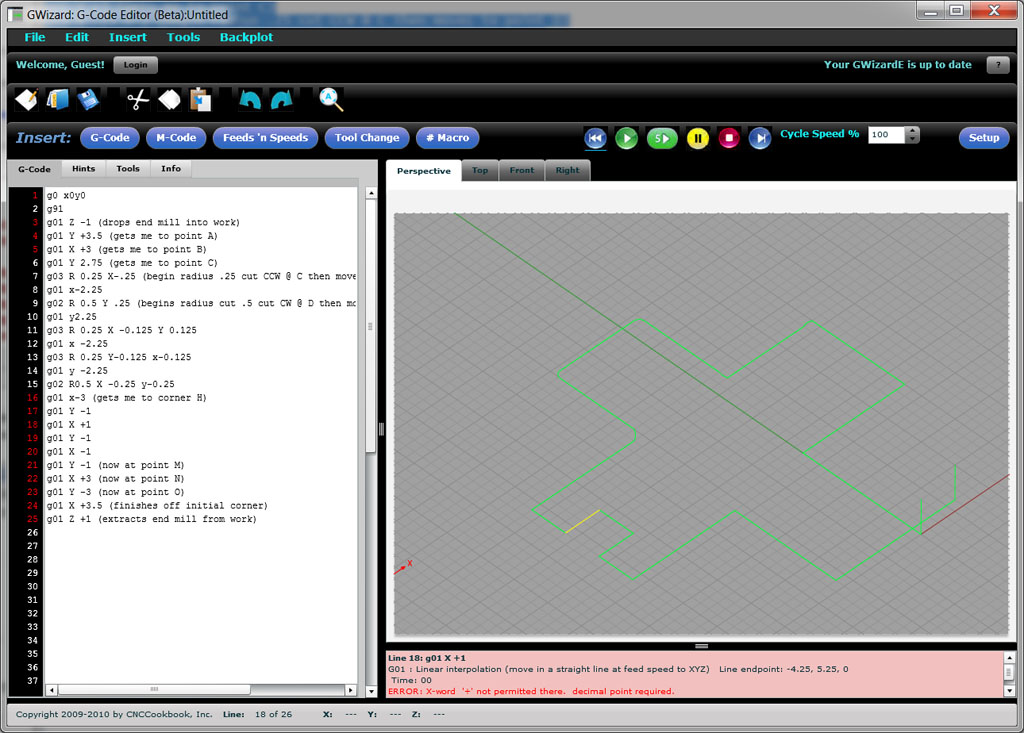 GWizard: G-Code Editor (Beta):Untitled
File Edit Insert Tools Backplot
Welcome, Guest! Login Your GWizardE is up to date ?
Insert: G-Code M-Code Feeds 'n Speeds Tool Change # Macro 5 Cycle Speed % 100 Setup
G-Code Hints Tools Info Perspective Top Front Right
1 g0 x0y0
2 g91
3 g01 Z -1 (drops end mill into work)
4 g01 Y +3.5 (gets me to point A)
5 g01 X +3 (gets me to point B)
6 g01 Y 2.75 (gets me to point C)
7 g03 R 0.25 X-.25 (begin radius .25 cut CCW @ C then move
8 g01 x-2.25
9 g02 R 0.5 Y .25 (begins radius cut .5 cut CW @ D then mo
10 g01 y2.25
11 g03 R 0.25 X -0.125 Y 0.125
12 g01 x -2.25
13 g03 R 0.25 Y-0.125 x-0.125
14 g01 y -2.25
15 g02 R0.5 X -0.25 y-0.25
16 g01 x-3 (gets me to corner H)
17 g01 Y -1
18 g01 X +1
19 g01 Y -1
20 g01 X -1
21 g01 Y -1 (now at point M)
22 g01 X +3 (now at point N)
23 g01 Y -3 (now at point O)
24 g01 X +3.5 (finishes off initial corner)
25 g01 Z +1 (extracts end mill from work)
26
27
28
29
30
31
32
33
34
35
36
37
X
Line 18: g01 X +1
G01 : Linear interpolation (move in a straight line at feed speed to XYZ) Line endpoint: -4.25, 5.25, 0
Time: 00
ERROR: X-word '+' not permitted there. decimal point required.
Copyright 2009-2010 by CNCCookbook, Inc. Line: 18 of 26 X: --- Y: --- Z: ---